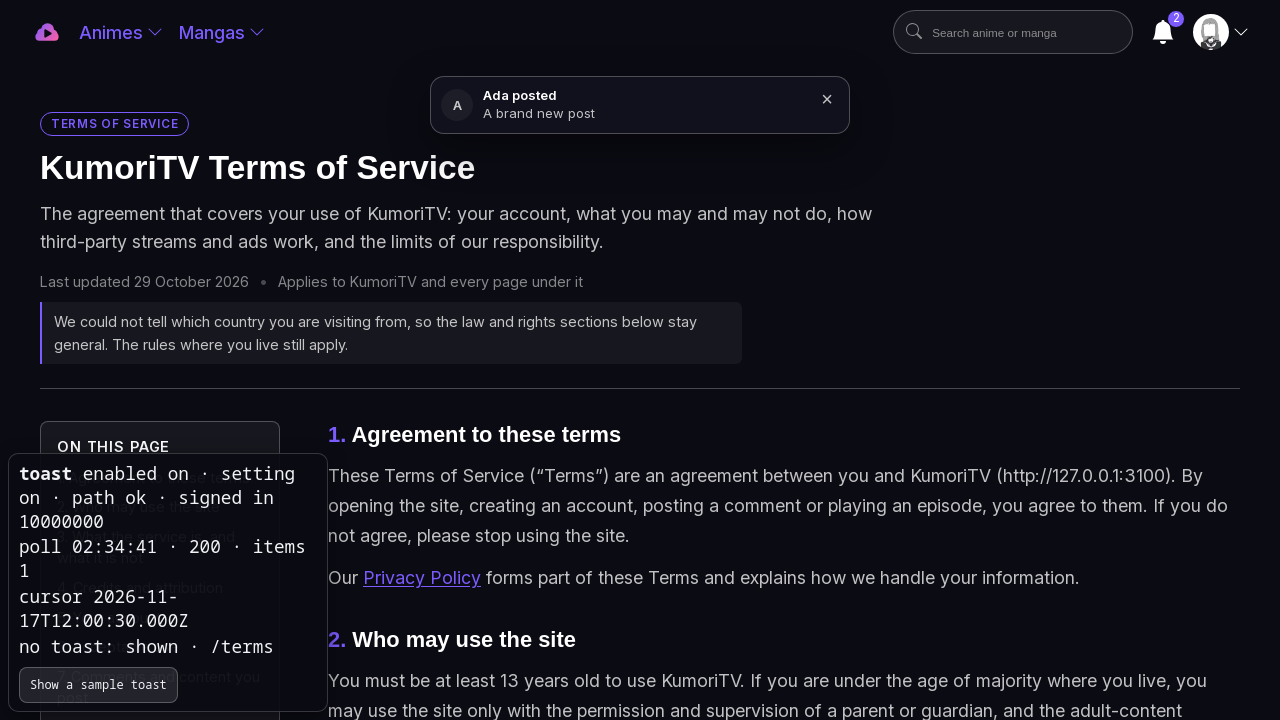 Animes
Mangas
Search anime or manga
2
A
Ada posted
A brand new post
×
TERMS OF SERVICE
KumoriTV Terms of Service
The agreement that covers your use of KumoriTV: your account, what you may and may not do, how
third-party streams and ads work, and the limits of our responsibility.
Last updated 29 October 2026 • Applies to KumoriTV and every page under it
We could not tell which country you are visiting from, so the law and rights sections below stay
general. The rules where you live still apply.
ON THIS PAGE
toast enabled on · setting
on · path ok · signed in
10000000
poll 02:34:41 · 200 · items
1
cursor 2026-11-
17T12:00:30.000Z
no toast: shown · /terms
Show a sample toast
1. Agreement to these terms
These Terms of Service (“Terms”) are an agreement between you and KumoriTV (http://127.0.0.1:3100). By
opening the site, creating an account, posting a comment or playing an episode, you agree to them. If you do
not agree, please stop using the site.
Our Privacy Policy forms part of these Terms and explains how we handle your information.
2. Who may use the site
You must be at least 13 years old to use KumoriTV. If you are under the age of majority where you live, you
may use the site only with the permission and supervision of a parent or guardian, and the adult-content